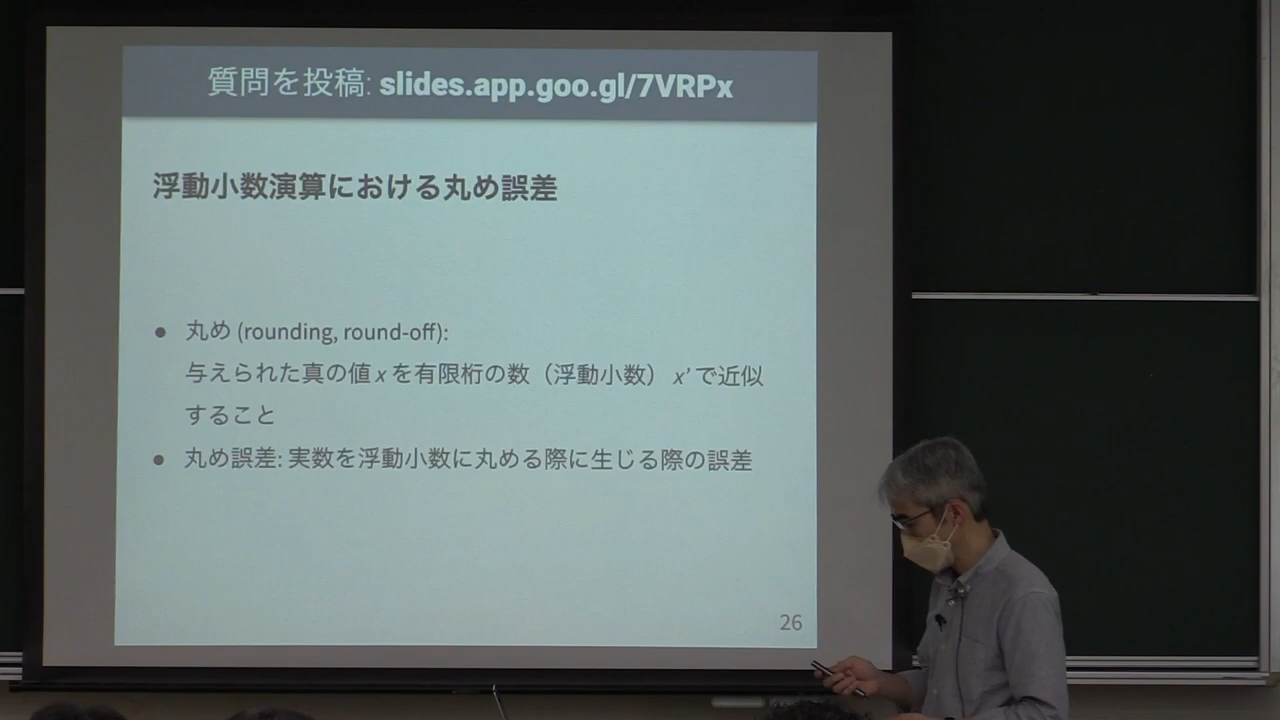 質問を投稿: slides.app.goo.gl/7VRPx
浮動小数演算における丸め誤差
● 丸め (rounding, round-off):
与えられた真の値 x を有限桁の数（浮動小数） x’ で近似
すること
● 丸め誤差: 実数を浮動小数に丸める際に生じる際の誤差
26